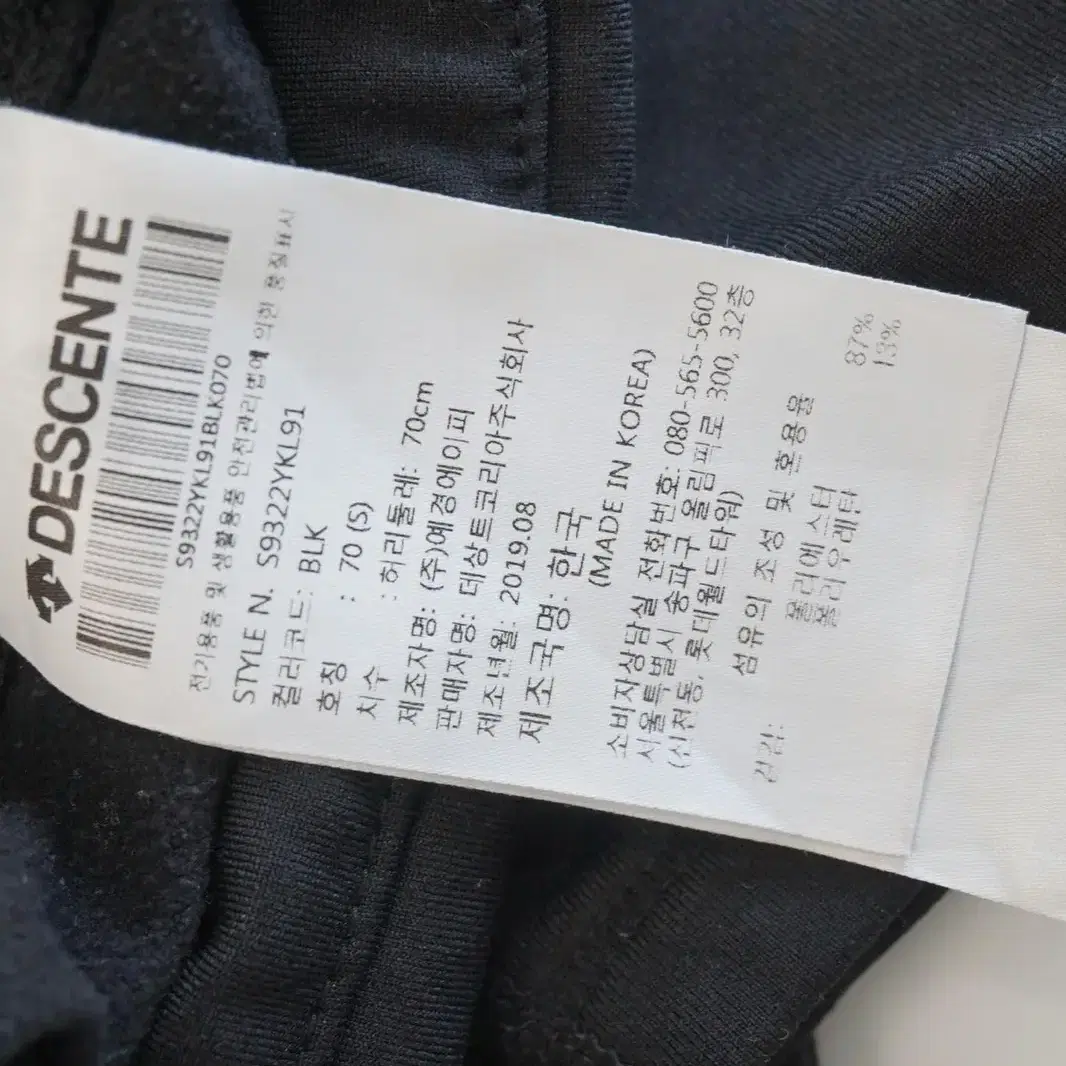 DESCENTE
S9322YKL91BLK070
전기용품 및 생활용품 안전관리법에 의한 품질표시
STYLE N. S9322YKL91
컬러코드: BLK
호칭 : 70 (S)
치수 : 허리둘레: 70cm
제조자명: (주)예경에이피
판매자명: 데상트코리아주식회사
제조년월: 2019.08
제조국명: 한국
(MADE IN KOREA)
소비자상담실 전화번호: 080-565-5600
서울특별시 송파구 올림픽로 300, 32층
(신천동, 롯데월드타워)
섬유의 조성 및 혼용율
겉감: 폴리에스터 87%
폴리우레탄 13%